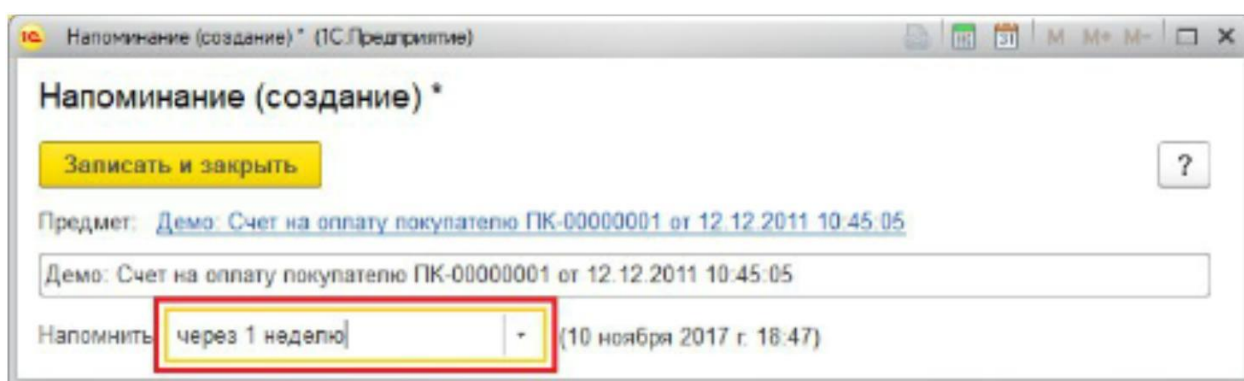 1С Напоминание (создание) * (1С:Предприятие) 31 M M+ M-
Напоминание (создание) *
Записать и закрыть ?
Предмет: Демо: Счет на оплату покупателю ПК-00000001 от 12.12.2011 10:45:05
Демо: Счет на оплату покупателю ПК-00000001 от 12.12.2011 10:45:05
Напомнить: через 1 неделю (10 ноября 2017 г. 18:47)